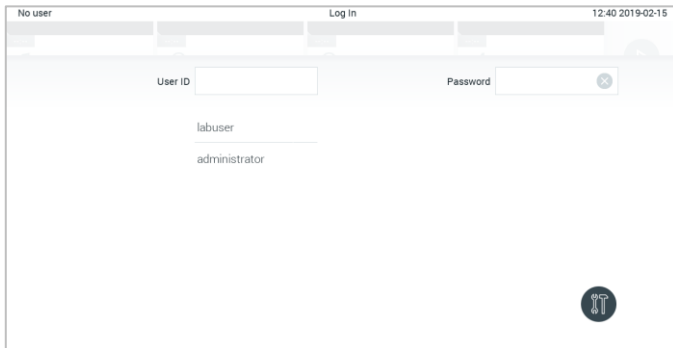 No user Log In 12:40 2019-02-15
User ID Password
labuser
administrator